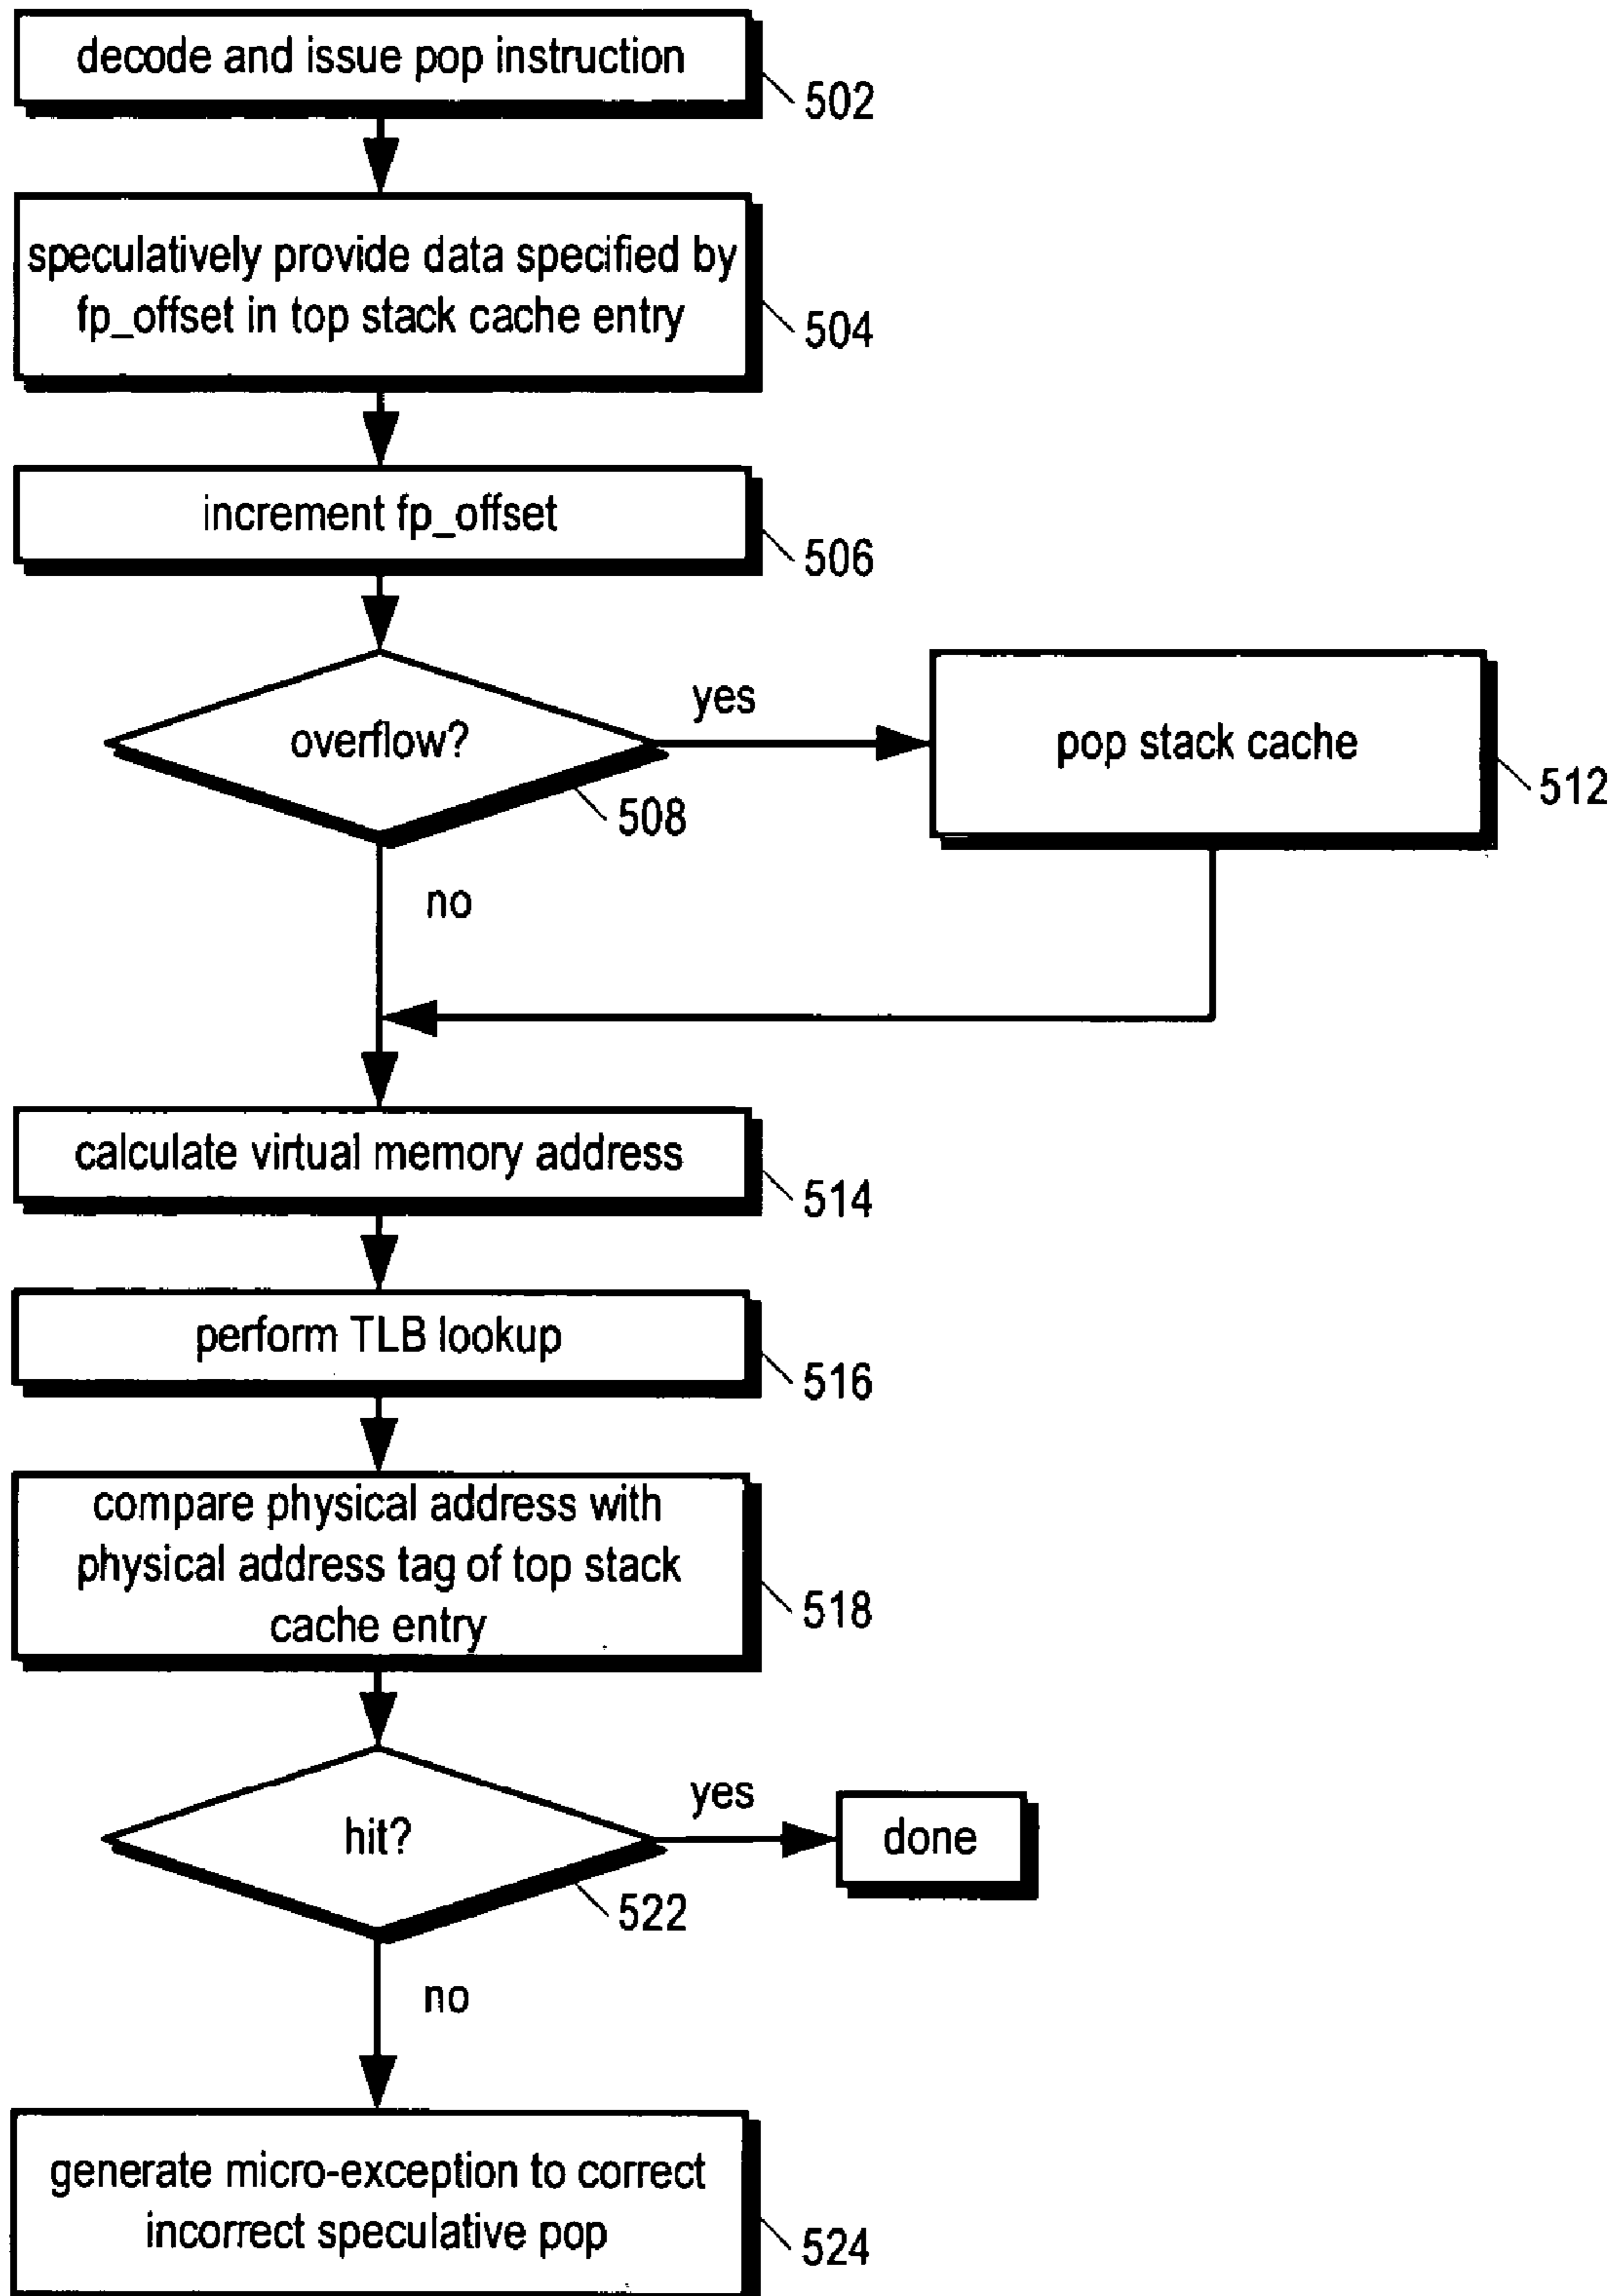 decode and issue pop instruction
502
speculatively provide data specified by
fp_offset in top stack cache entry
504
increment fp_offset
506
overflow?
508
yes
pop stack cache
512
no
calculate virtual memory address
514
perform TLB lookup
516
compare physical address with
physical address tag of top stack
cache entry
518
hit?
522
yes
done
no
generate micro-exception to correct
incorrect speculative pop
524